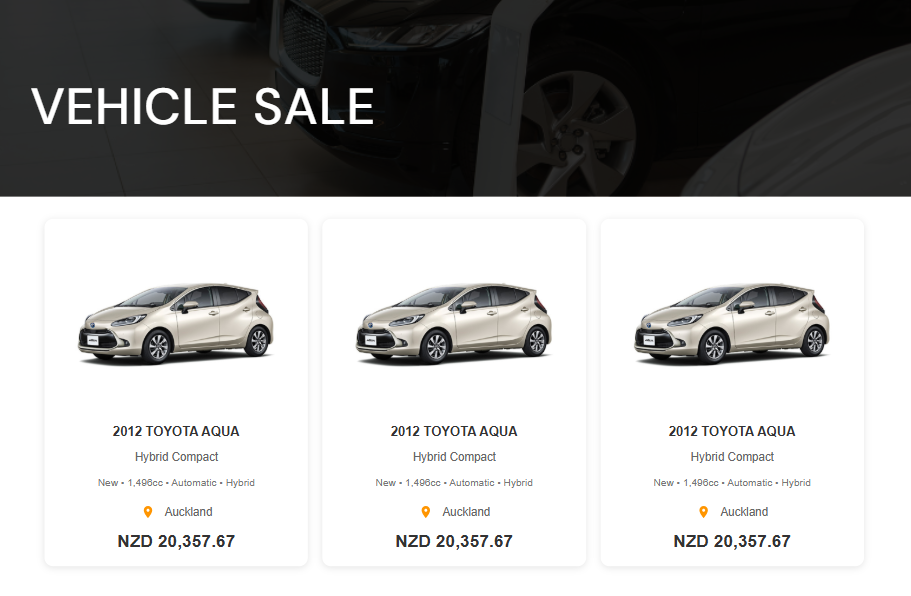 VEHICLE SALE
2012 TOYOTA AQUA
Hybrid Compact
New • 1,496cc • Automatic • Hybrid
Auckland
NZD 20,357.67
2012 TOYOTA AQUA
Hybrid Compact
New • 1,496cc • Automatic • Hybrid
Auckland
NZD 20,357.67
2012 TOYOTA AQUA
Hybrid Compact
New • 1,496cc • Automatic • Hybrid
Auckland
NZD 20,357.67